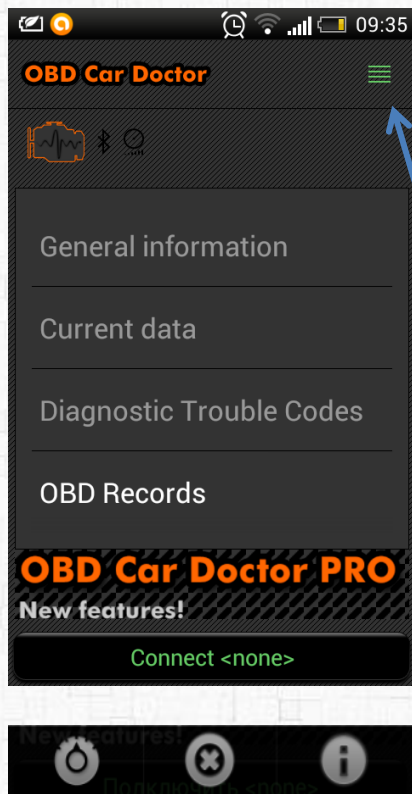 09:35
OBD Car Doctor
General information
Current data
Diagnostic Trouble Codes
OBD Records
OBD Car Doctor PRO
New features!
Connect <none>
New features!
Подключить <none>